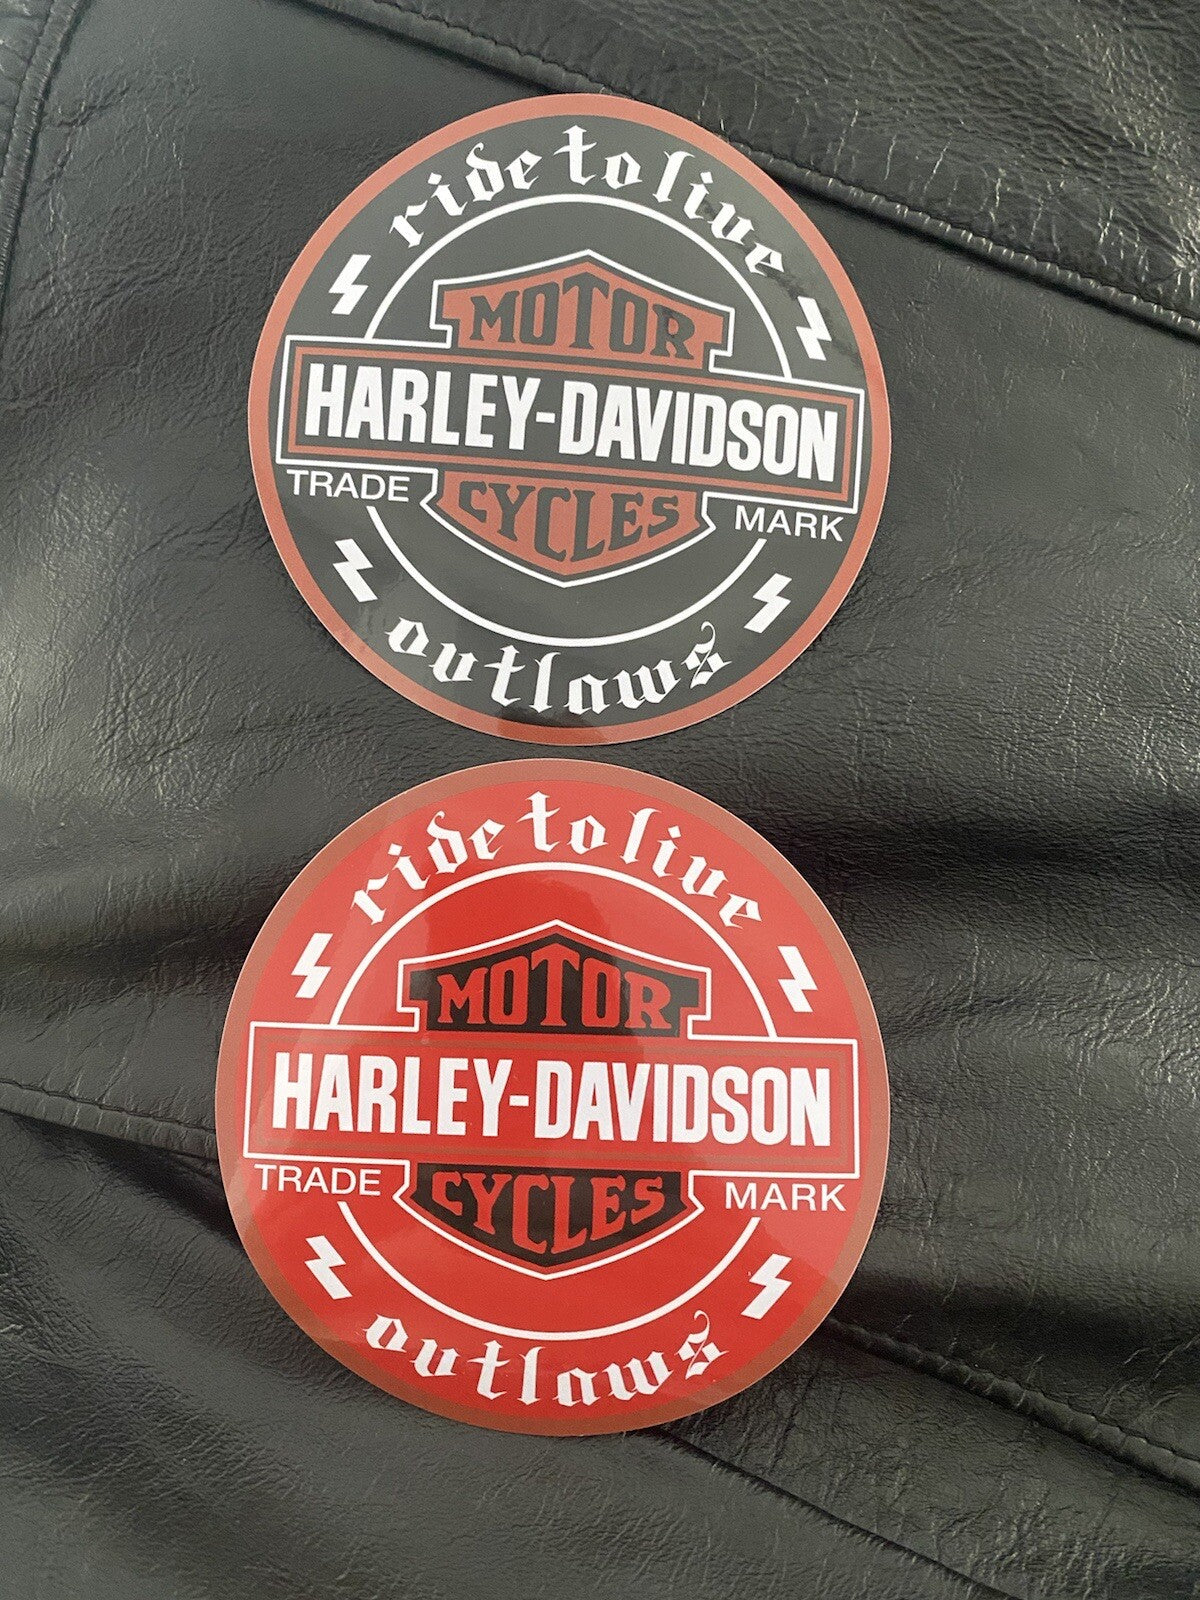 ride to live
MOTOR
HARLEY-DAVIDSON
TRADE MARK
CYCLES
outlaws
ride to live
MOTOR
HARLEY-DAVIDSON
TRADE MARK
CYCLES
outlaws